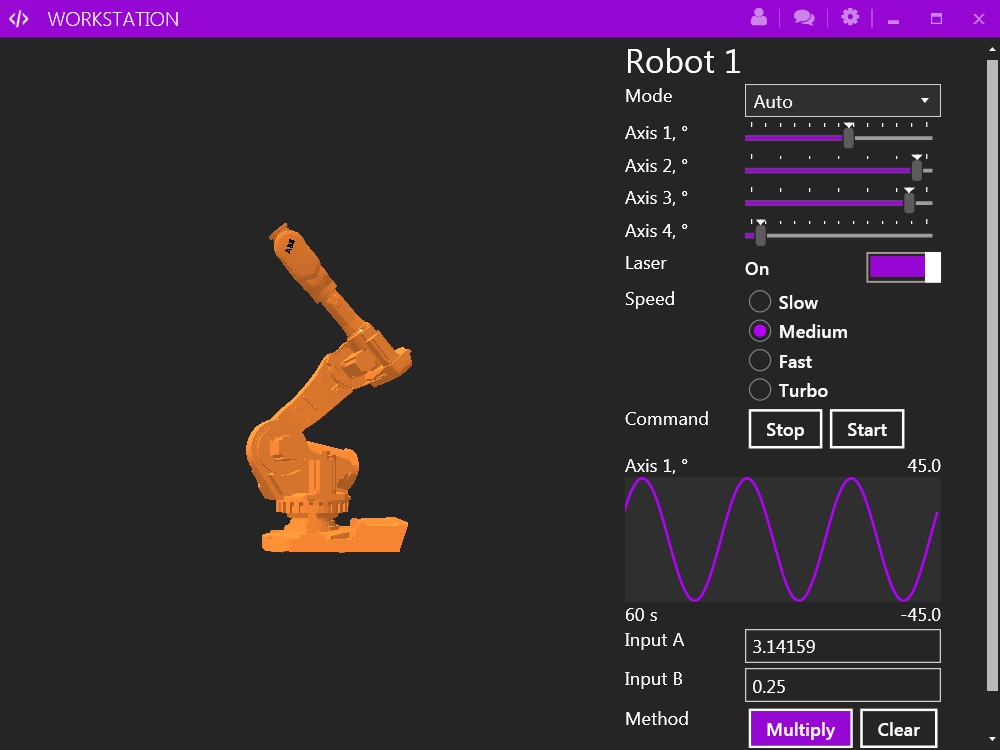 WORKSTATION
Robot 1
Mode Auto
Axis 1, °
Axis 2, °
Axis 3, °
Axis 4, °
Laser On
Speed Slow
Medium
Fast
Turbo
Command Stop Start
Axis 1, ° 45.0
60 s -45.0
Input A 3.14159
Input B 0.25
Method Multiply Clear
ABB